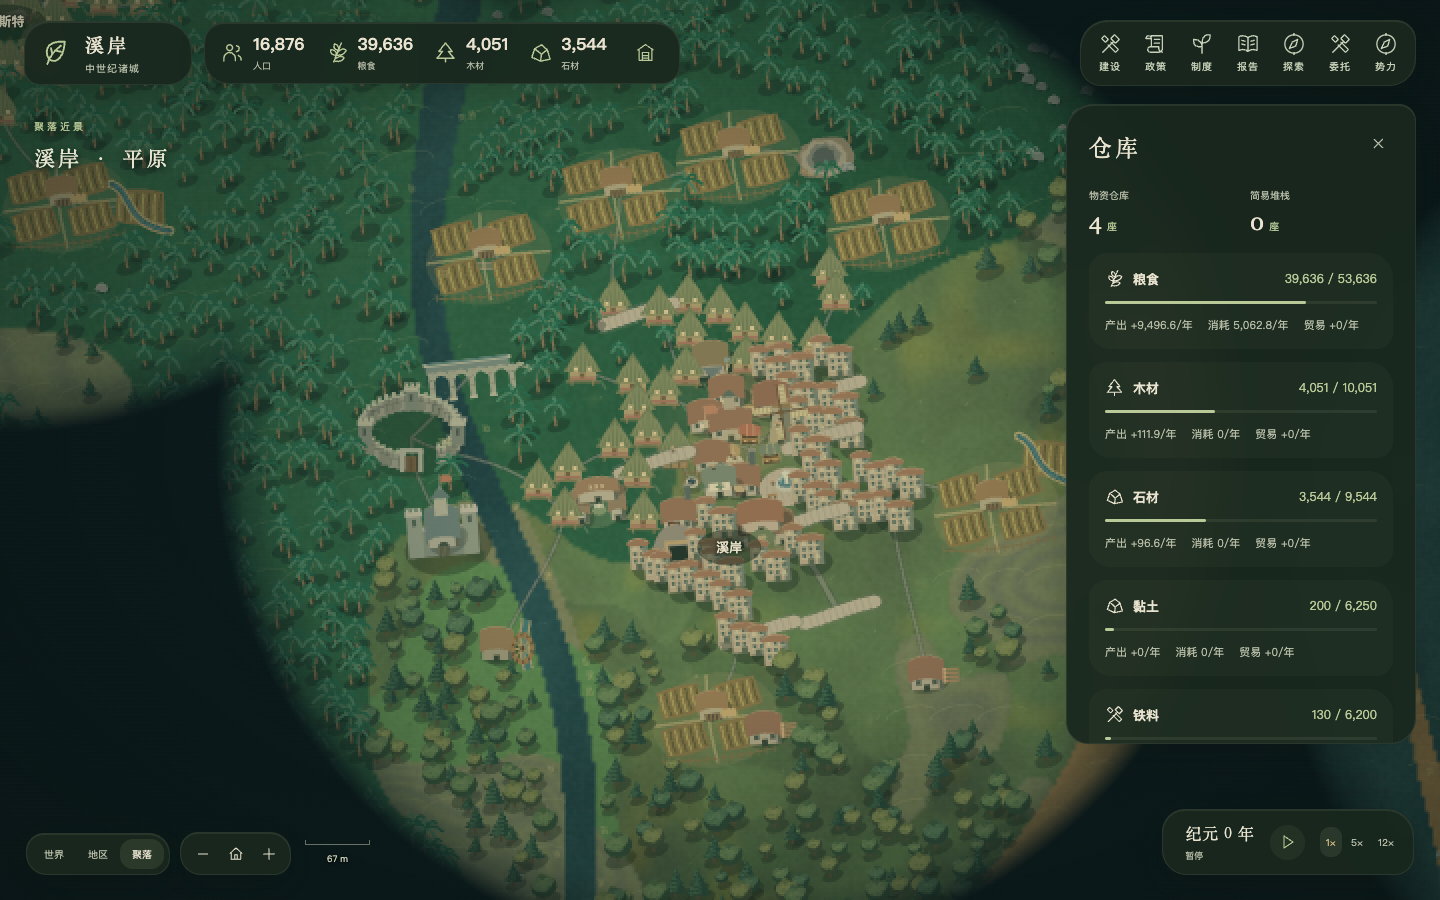 斯特
溪岸
中世纪诸城
16,876
人口
39,636
粮食
4,051
木材
3,544
石材
建设
政策
制度
报告
探索
委托
势力
聚落近景
溪岸 · 平原
仓库
物资仓库
简易堆栈
4 座
0 座
粮食 39,636 / 53,636
产出 +9,496.6/年 消耗 5,062.8/年 贸易 +0/年
木材 4,051 / 10,051
产出 +111.9/年 消耗 0/年 贸易 +0/年
石材 3,544 / 9,544
产出 +96.6/年 消耗 0/年 贸易 +0/年
黏土 200 / 6,250
产出 +0/年 消耗 0/年 贸易 +0/年
铁料 130 / 6,200
溪岸
世界
地区
聚落
67 m
纪元 0 年
暂停
1×
5×
12×